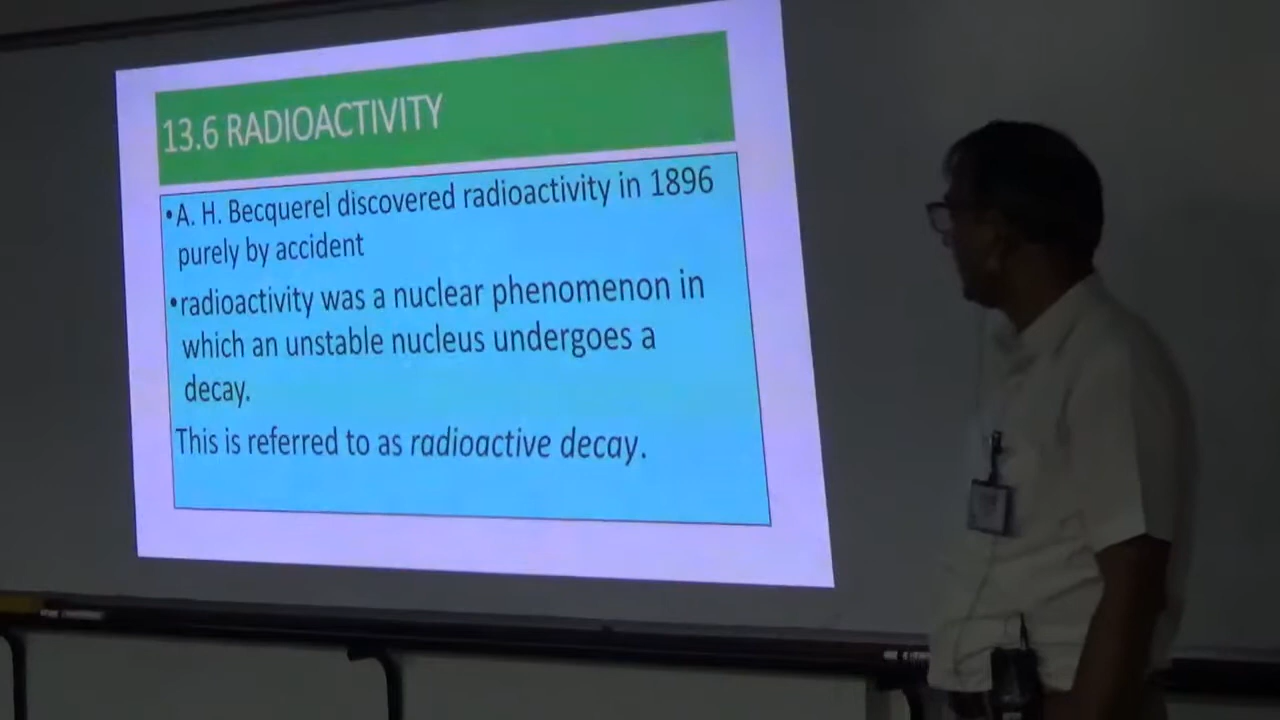 13.6 RADIOACTIVITY
•A. H. Becquerel discovered radioactivity in 1896
purely by accident
•radioactivity was a nuclear phenomenon in
which an unstable nucleus undergoes a
decay.
This is referred to as radioactive decay.